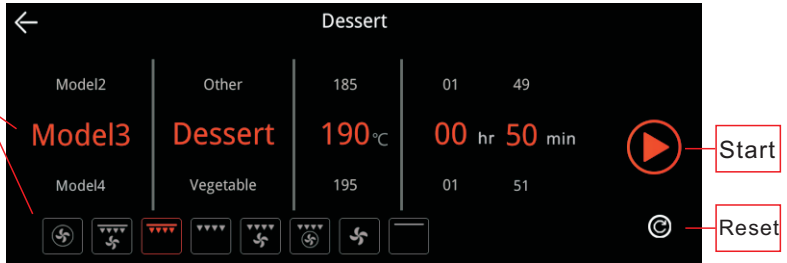 Dessert
Model2 Other 185 01 49
Model3 Dessert 190°C 00 hr 50 min
Model4 Vegetable 195 01 51
Start
Reset